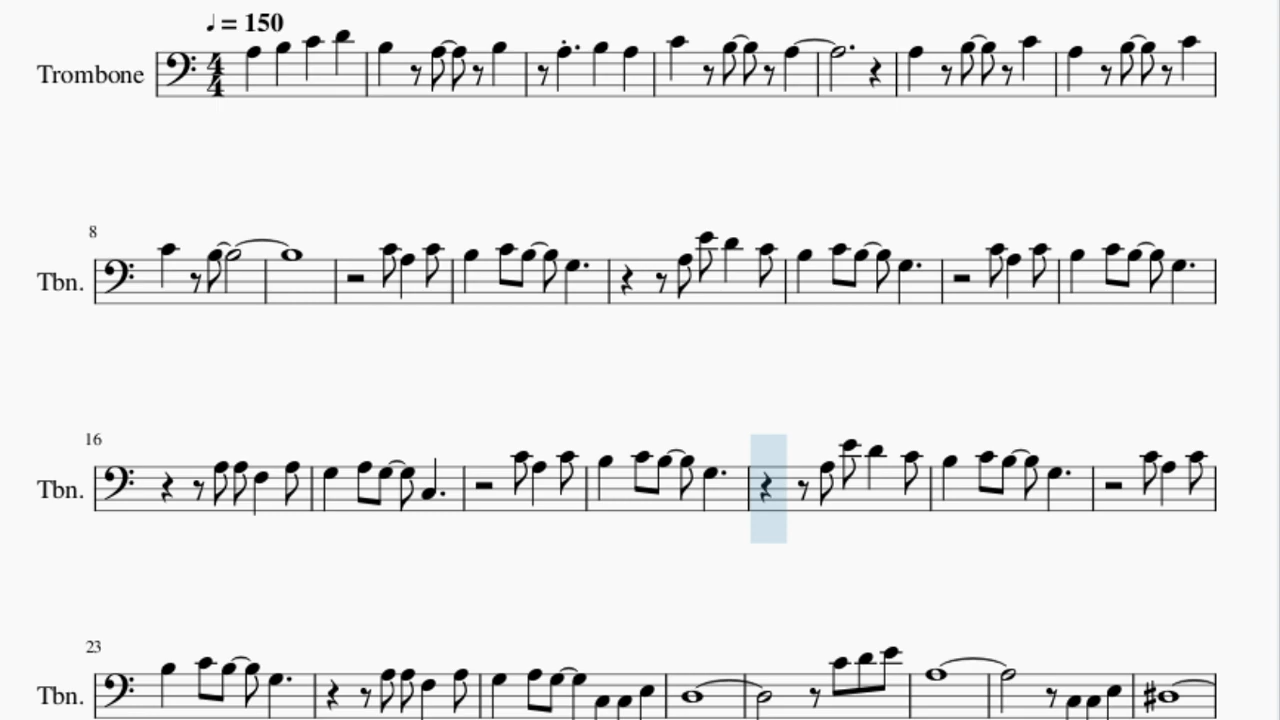 ♩ = 150
Trombone
4
4
8
Tbn.
16
Tbn.
23
Tbn.